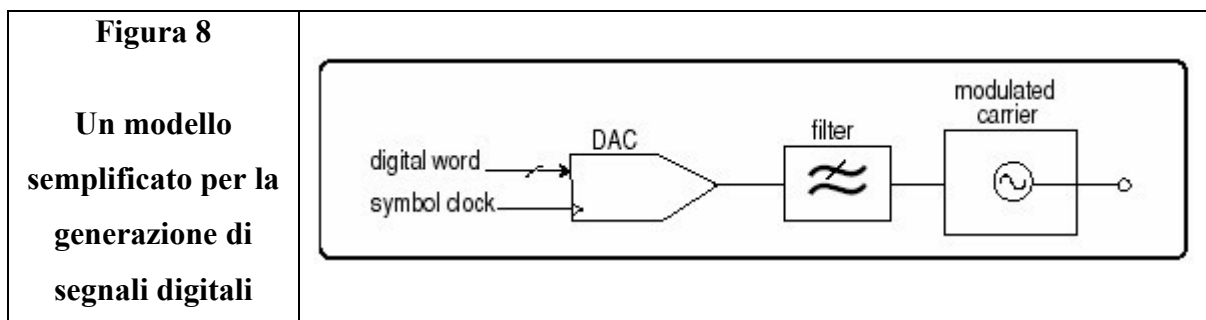 Figura 8
Un modello
semplificato per la
generazione di
segnali digitali
digital word
symbol clock
DAC
filter
modulated
carrier